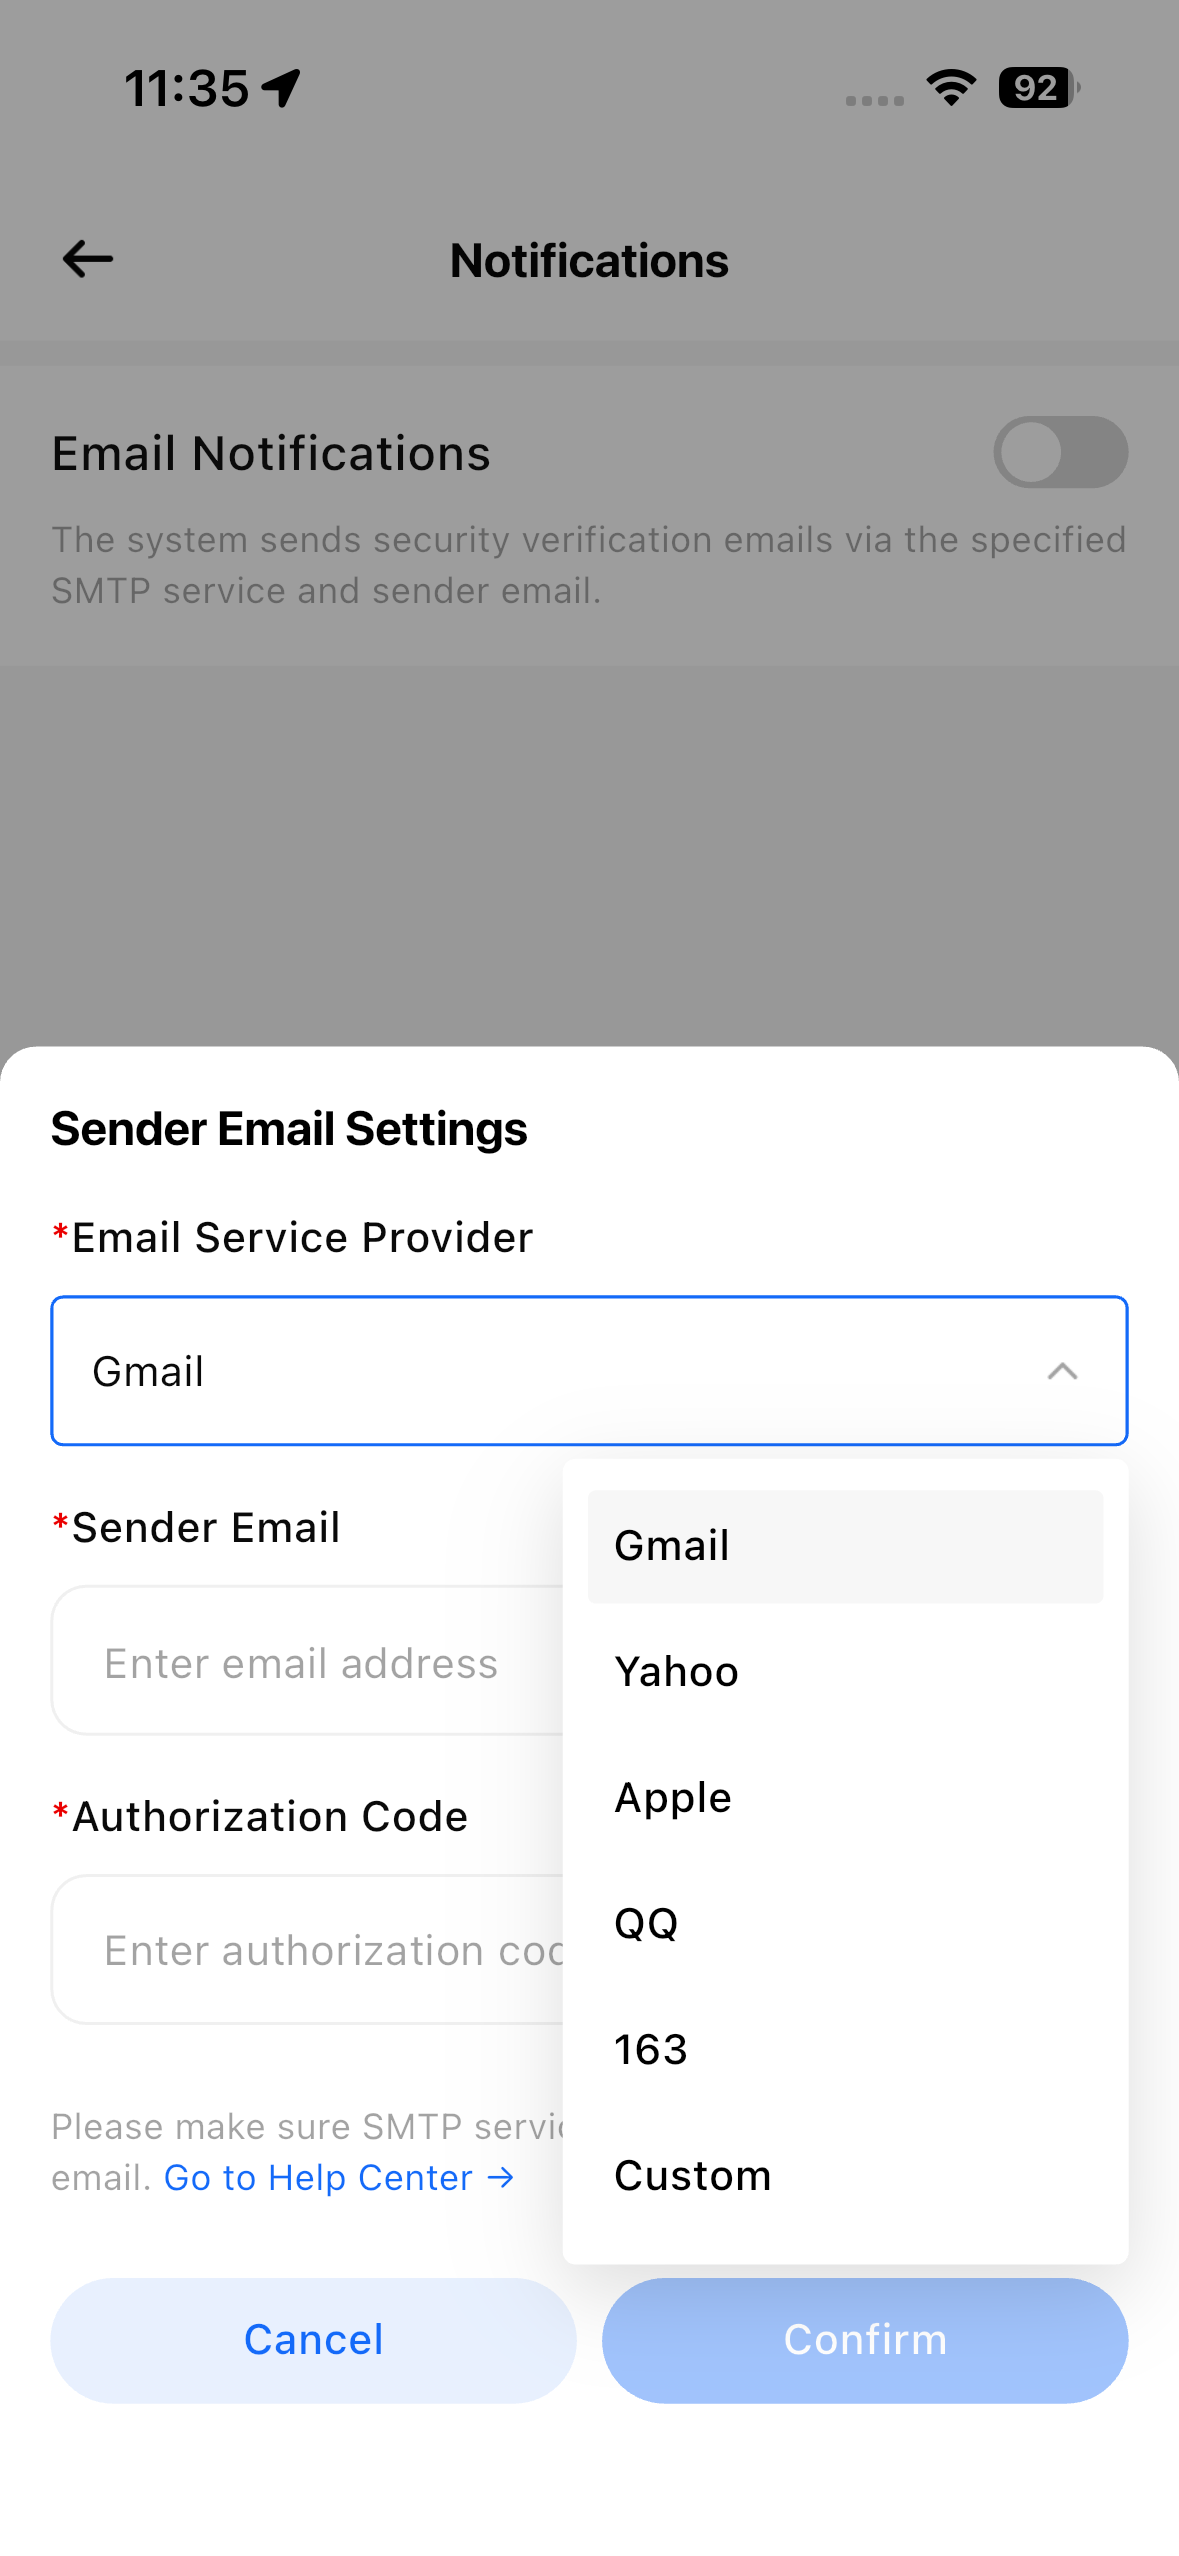 11:35
92
Notifications
Email Notifications
The system sends security verification emails via the specified
SMTP service and sender email.
Sender Email Settings
*Email Service Provider
Gmail
*Sender Email
Enter email address
*Authorization Code
Enter authorization
Please make sure SMTP
email. Go to Help Center →
Gmail
Yahoo
Apple
QQ
163
Custom
Cancel
Confirm